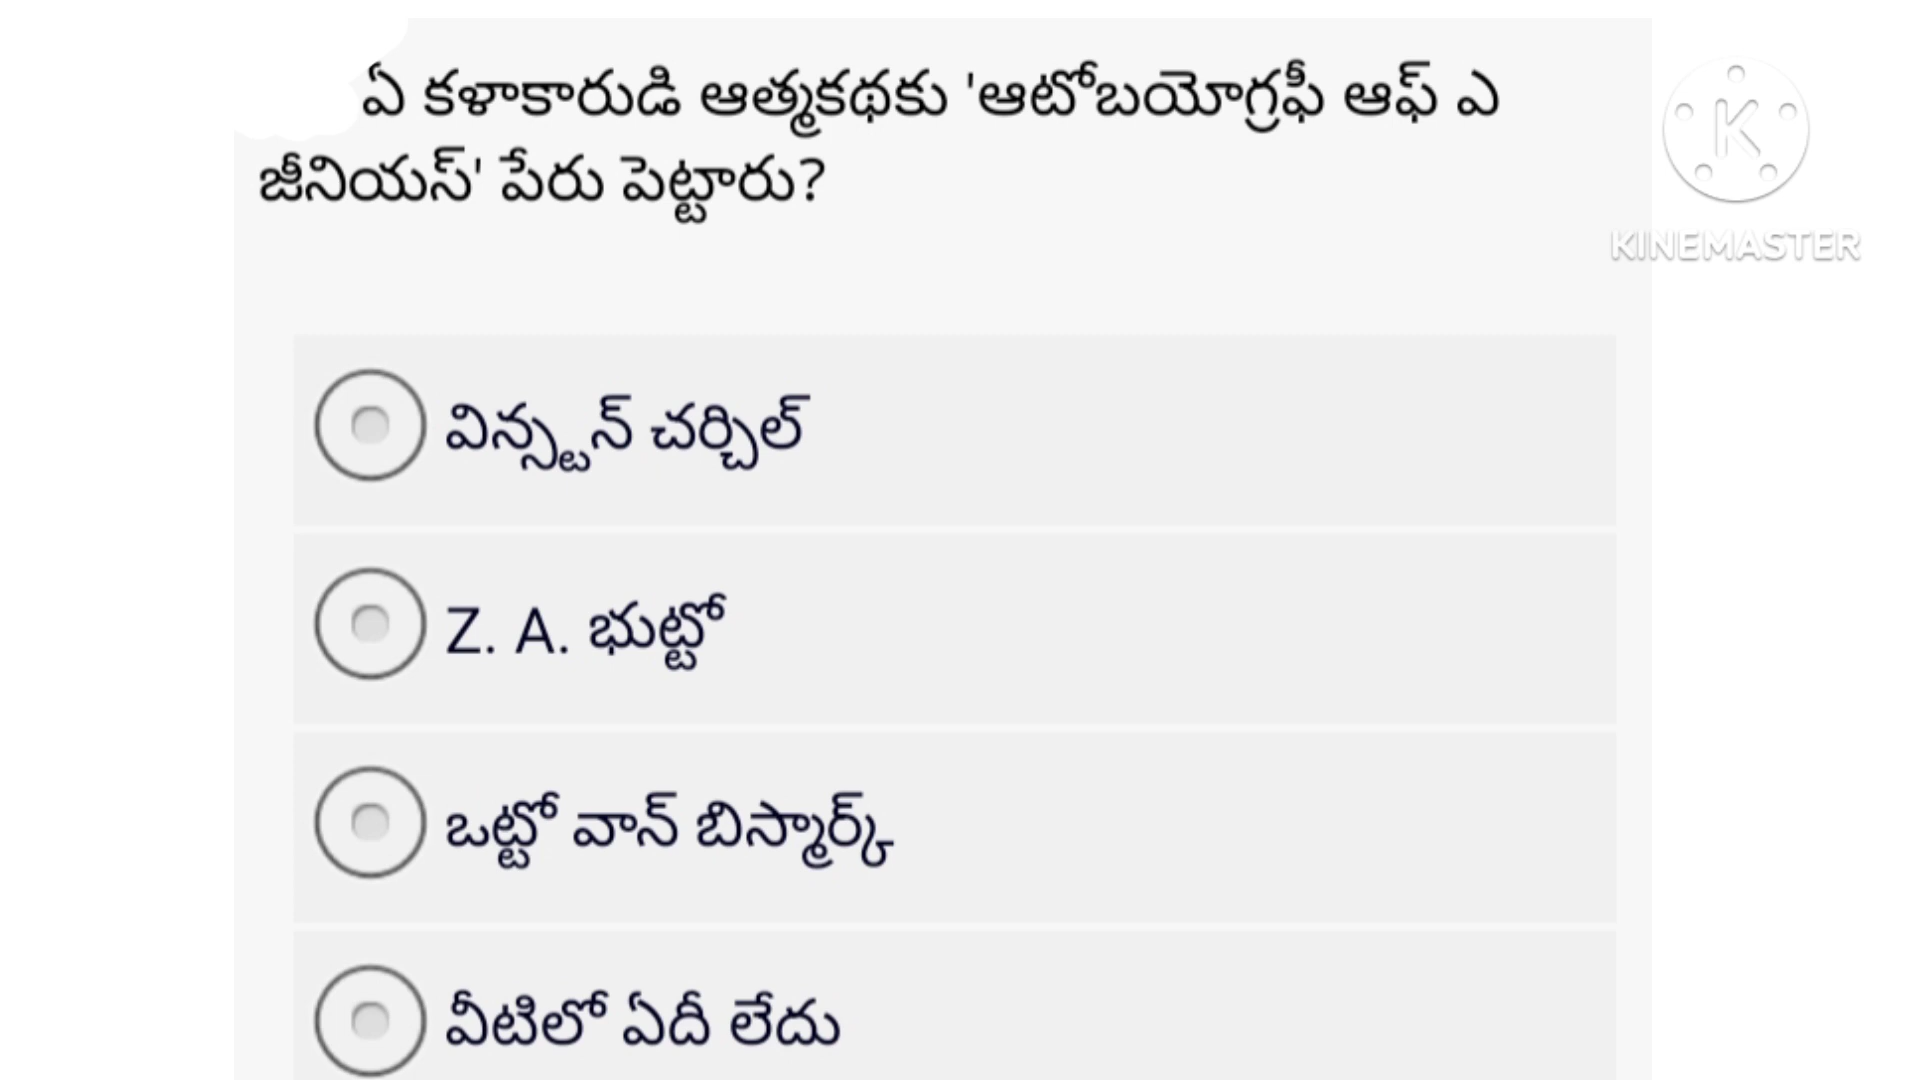 ఏ కళాకారుడి ఆత్మకథకు 'ఆటోబయోగ్రఫీ ఆఫ్ ఎ
జీనియస్' పేరు పెట్టారు?
K
KINEMASTER
విన్స్టన్ చర్చిల్
Z. A. భుట్టో
ఒట్టో వాన్ బిస్మార్క్
వీటిలో ఏదీ లేదు